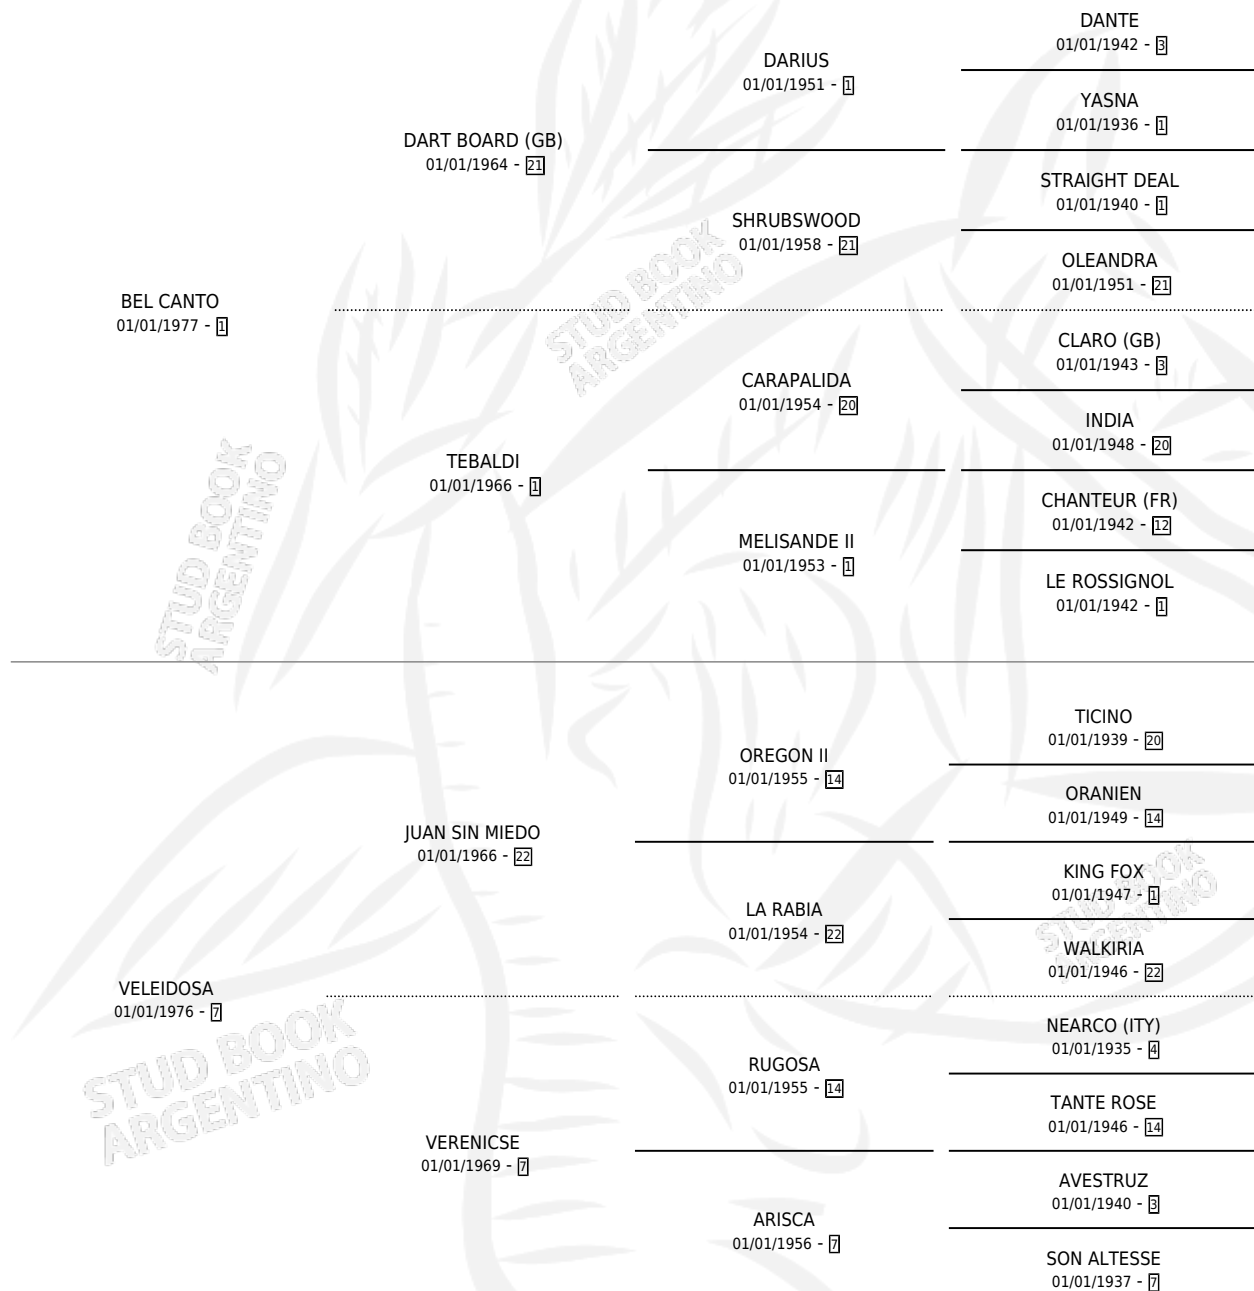 BEL CANTO
01/01/1977 - 1
DART BOARD (GB)
01/01/1964 - 21
DARIUS
01/01/1951 - 1
DANTE
01/01/1942 - 3
YASNA
01/01/1936 - 1
SHRUBSWOOD
01/01/1958 - 21
STRAIGHT DEAL
01/01/1940 - 1
OLEANDRA
01/01/1951 - 21
TEBALDI
01/01/1966 - 1
CARAPALIDA
01/01/1954 - 20
CLARO (GB)
01/01/1943 - 3
INDIA
01/01/1948 - 20
MELISANDE II
01/01/1953 - 1
CHANTEUR (FR)
01/01/1942 - 12
LE ROSSIGNOL
01/01/1942 - 1
VELEIDOSA
01/01/1976 - 7
JUAN SIN MIEDO
01/01/1966 - 22
OREGON II
01/01/1955 - 14
TICINO
01/01/1939 - 20
ORANIEN
01/01/1949 - 14
LA RABIA
01/01/1954 - 22
KING FOX
01/01/1947 - 1
WALKIRIA
01/01/1946 - 22
VERENICSE
01/01/1969 - 7
RUGOSA
01/01/1955 - 14
NEARCO (ITY)
01/01/1935 - 4
TANTE ROSE
01/01/1946 - 14
ARISCA
01/01/1956 - 7
AVESTRUZ
01/01/1940 - 3
SON ALTESSE
01/01/1937 - 7
STUD BOOK
ARGENTINO
STUD BOOK
ARGENTINO
STUD BOOK
ARGENTINO
STUD BOOK
ARGENTINO